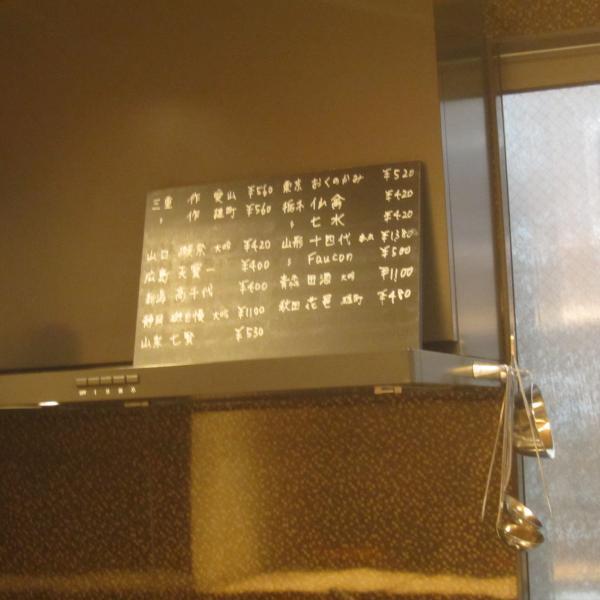 三重 作 愛山 ¥560
〃 作 雄町 ¥560
山口 獺祭 大吟 ¥420
広島 天寶一 ¥400
新潟 高千代 ¥400
静岡 磯自慢 大吟 ¥1100
山梨 七賢 ¥530
東京 おくのかみ ¥520
栃木 仙禽 ¥420
〃 七水 ¥420
山形 十四代 ¥1380
〃 Faucon ¥500
青森 田酒 大吟 ¥1100
秋田 花邑 雄町 ¥480